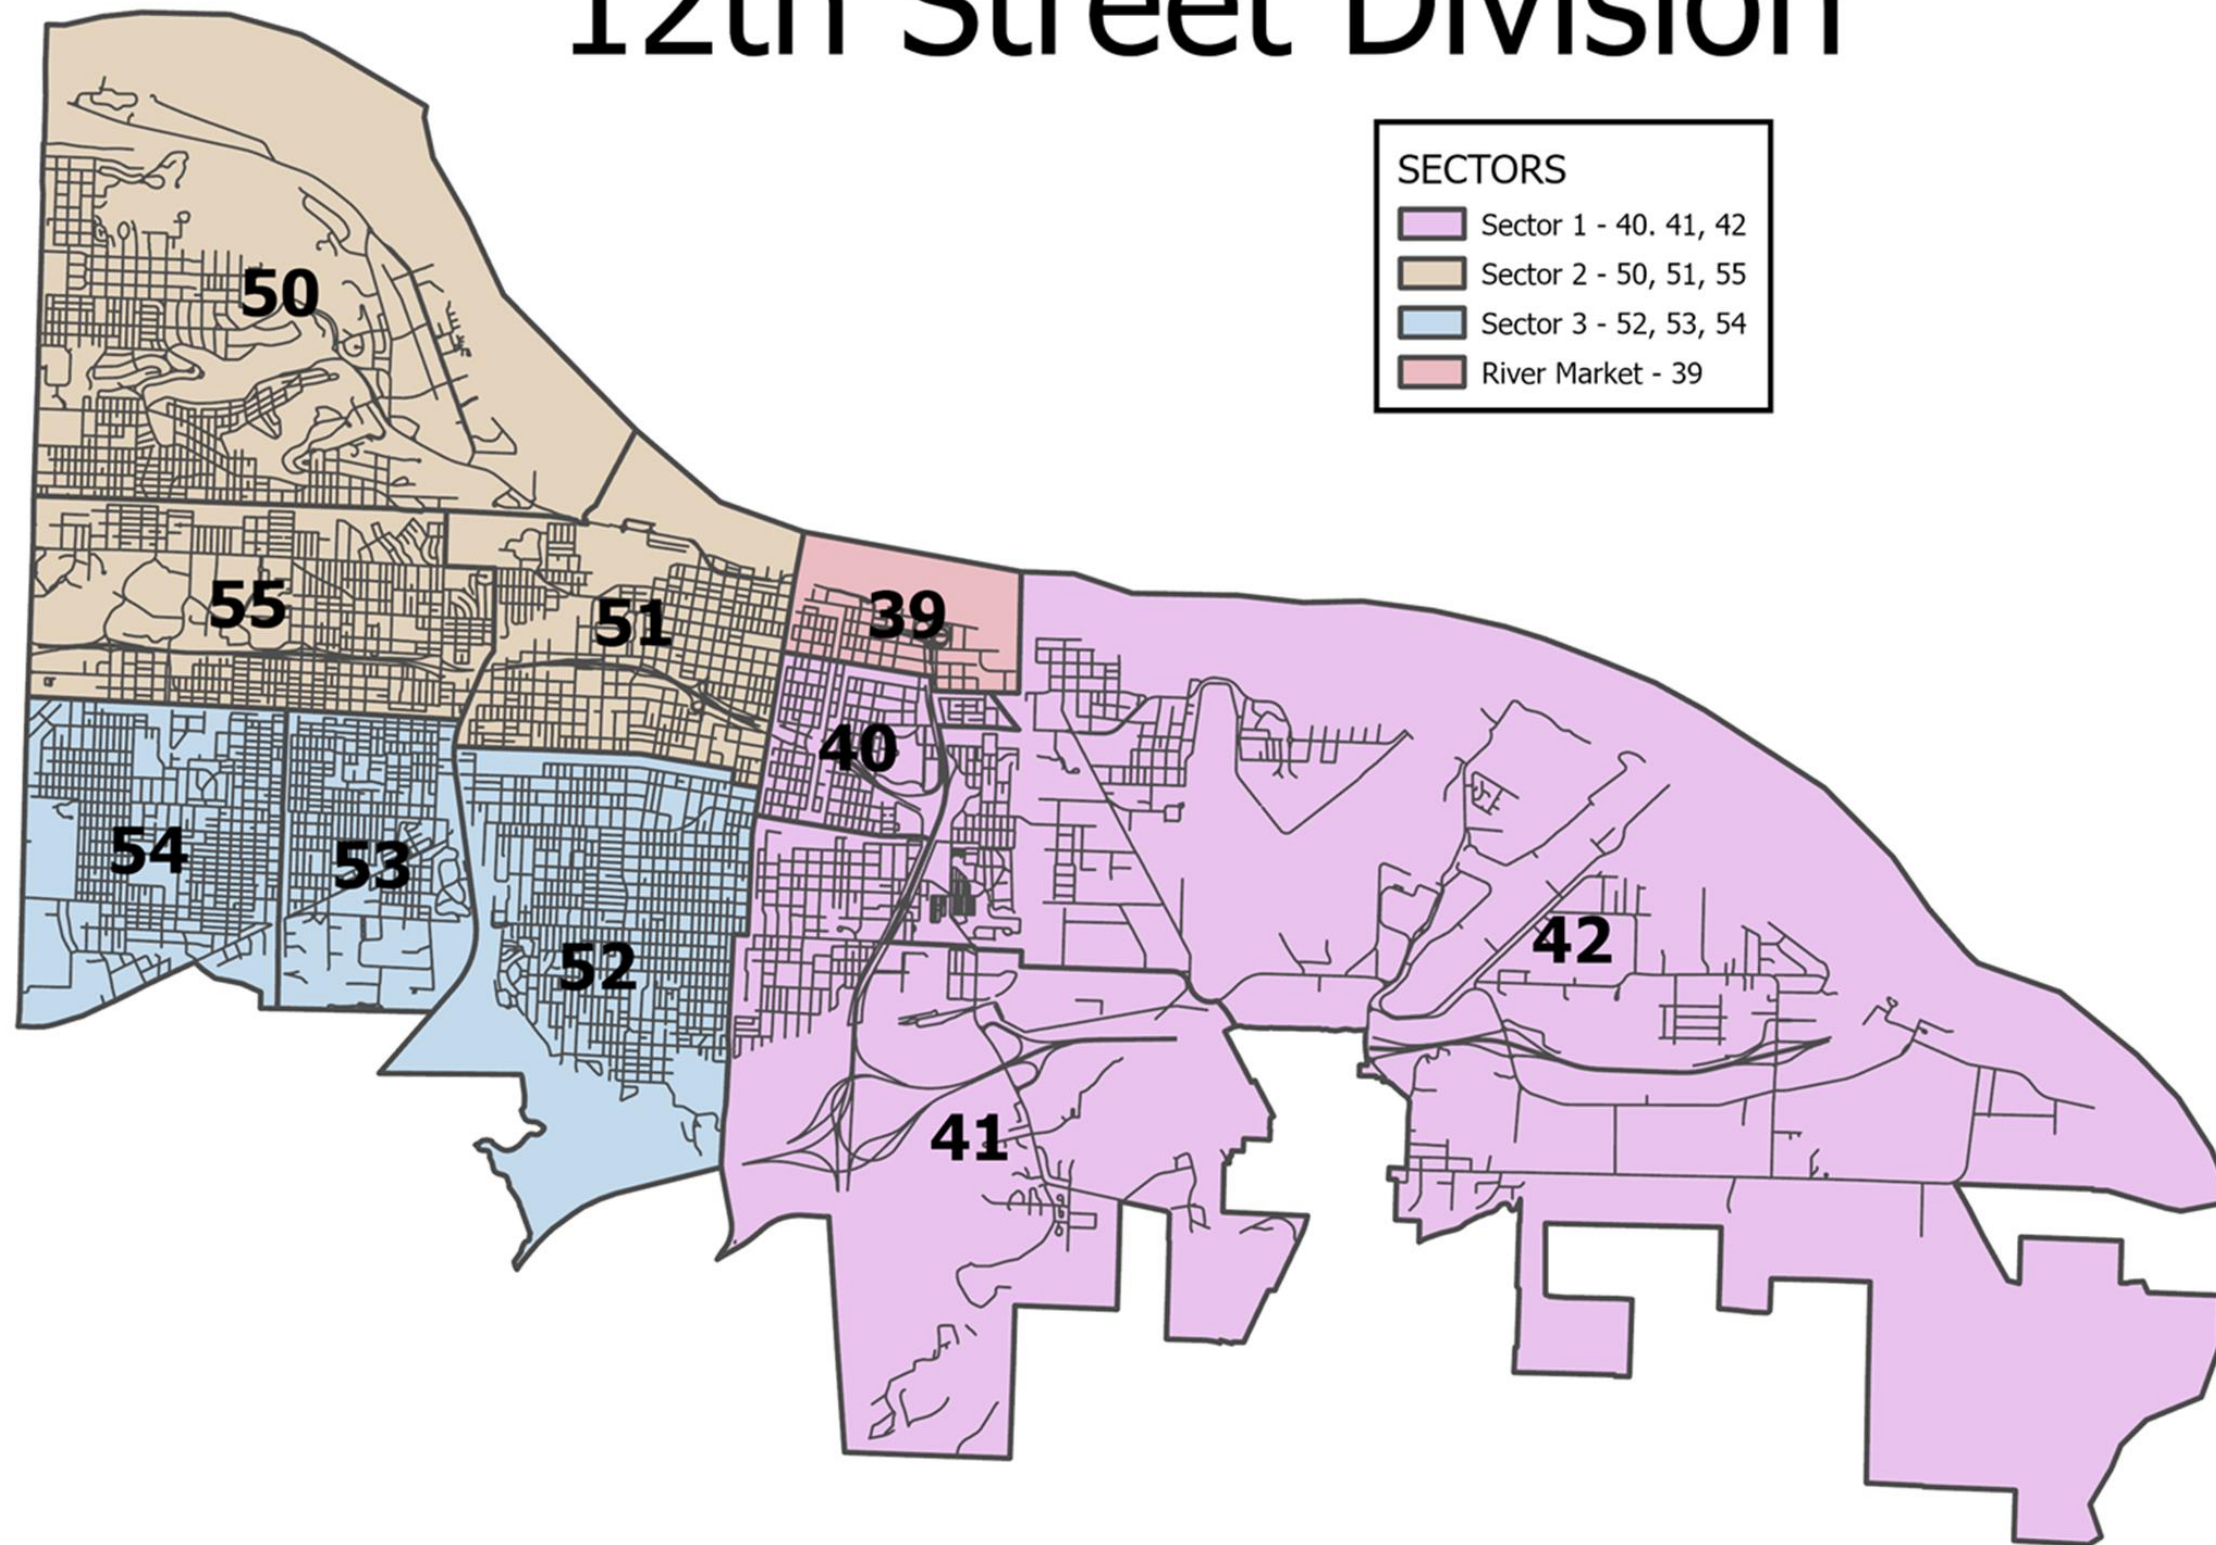 12th Street Division
SECTORS
Sector 1 - 40. 41, 42
Sector 2 - 50, 51, 55
Sector 3 - 52, 53, 54
River Market - 39
50
55
51
39
40
54
53
52
42
41